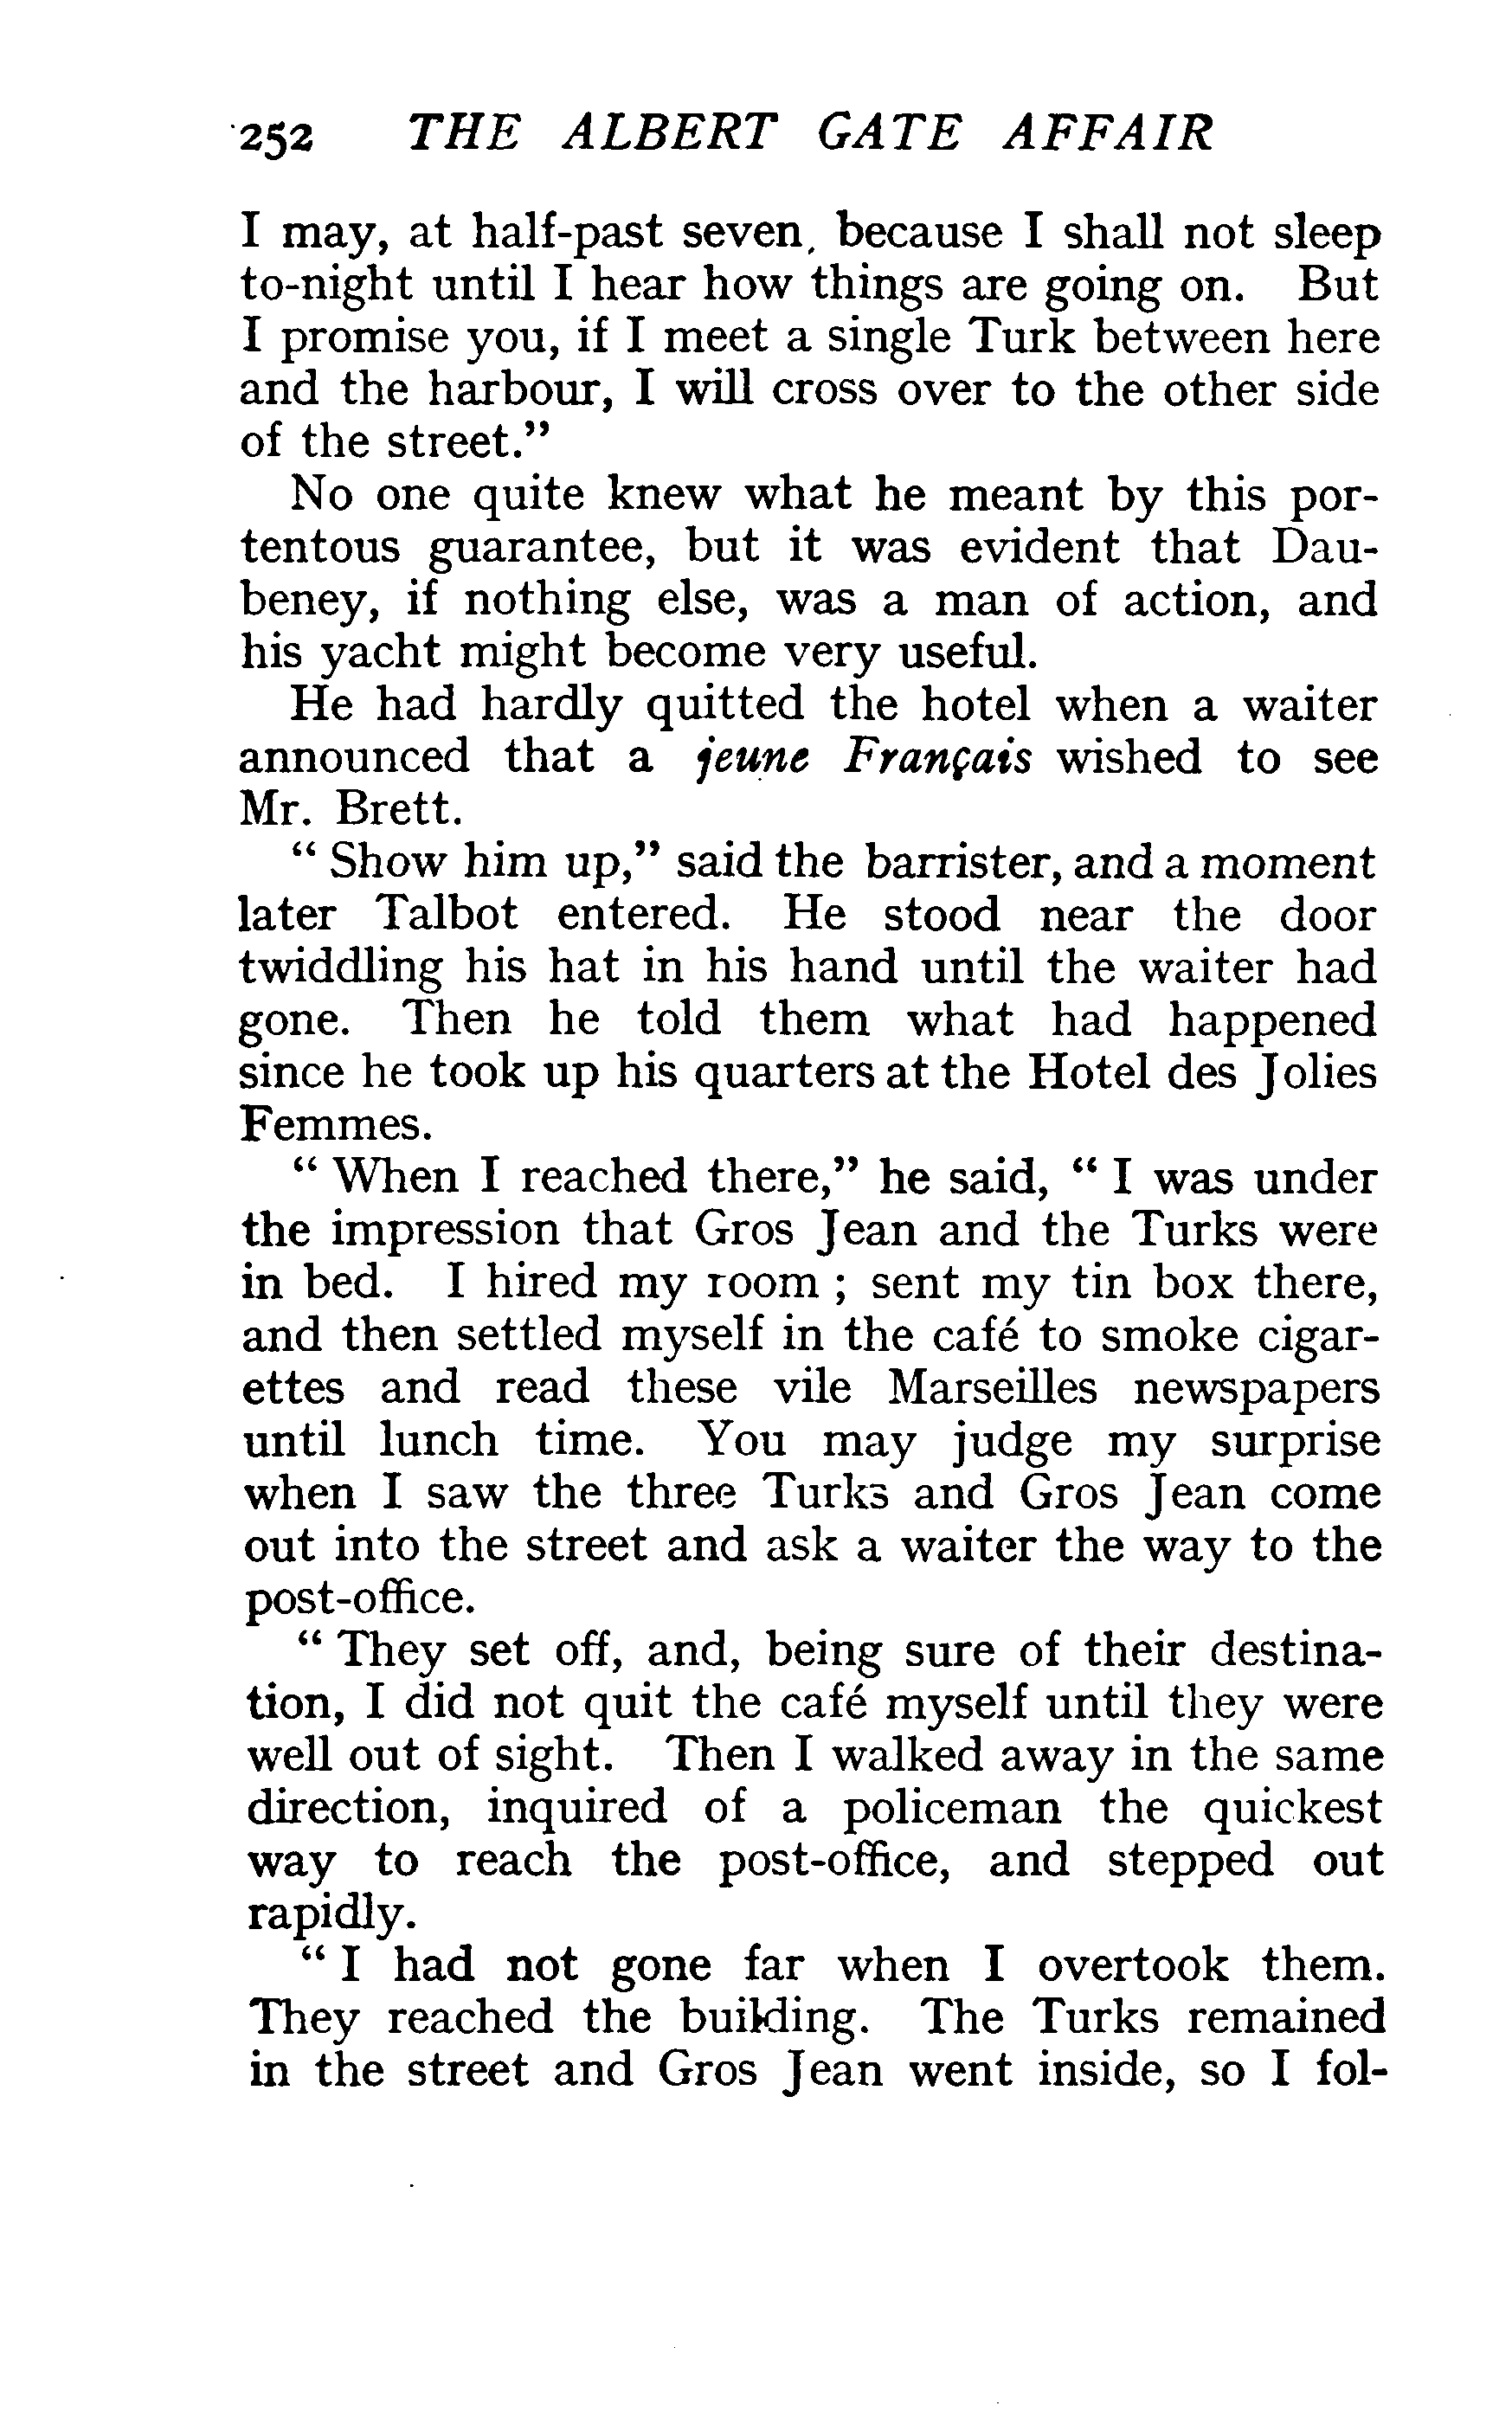 252 THE ALBERT GATE AFFAIR
I may, at half-past seven, because I shall not sleep
to-night until I hear how things are going on. But
I promise you, if I meet a single Turk between here
and the harbour, I will cross over to the other side
of the street.”
No one quite knew what he meant by this por-
tentous guarantee, but it was evident that Dau-
beney, if nothing else, was a man of action, and
his yacht might become very useful.
He had hardly quitted the hotel when a waiter
announced that a jeune Français wished to see
Mr. Brett.
“ Show him up,” said the barrister, and a moment
later Talbot entered. He stood near the door
twiddling his hat in his hand until the waiter had
gone. Then he told them what had happened
since he took up his quarters at the Hotel des Jolies
Femmes.
“ When I reached there,” he said, “ I was under
the impression that Gros Jean and the Turks were
in bed. I hired my room ; sent my tin box there,
and then settled myself in the café to smoke cigar-
ettes and read these vile Marseilles newspapers
until lunch time. You may judge my surprise
when I saw the three Turks and Gros Jean come
out into the street and ask a waiter the way to the
post-office.
“ They set off, and, being sure of their destina-
tion, I did not quit the café myself until they were
well out of sight. Then I walked away in the same
direction, inquired of a policeman the quickest
way to reach the post-office, and stepped out
rapidly.
“ I had not gone far when I overtook them.
They reached the building. The Turks remained
in the street and Gros Jean went inside, so I fol-